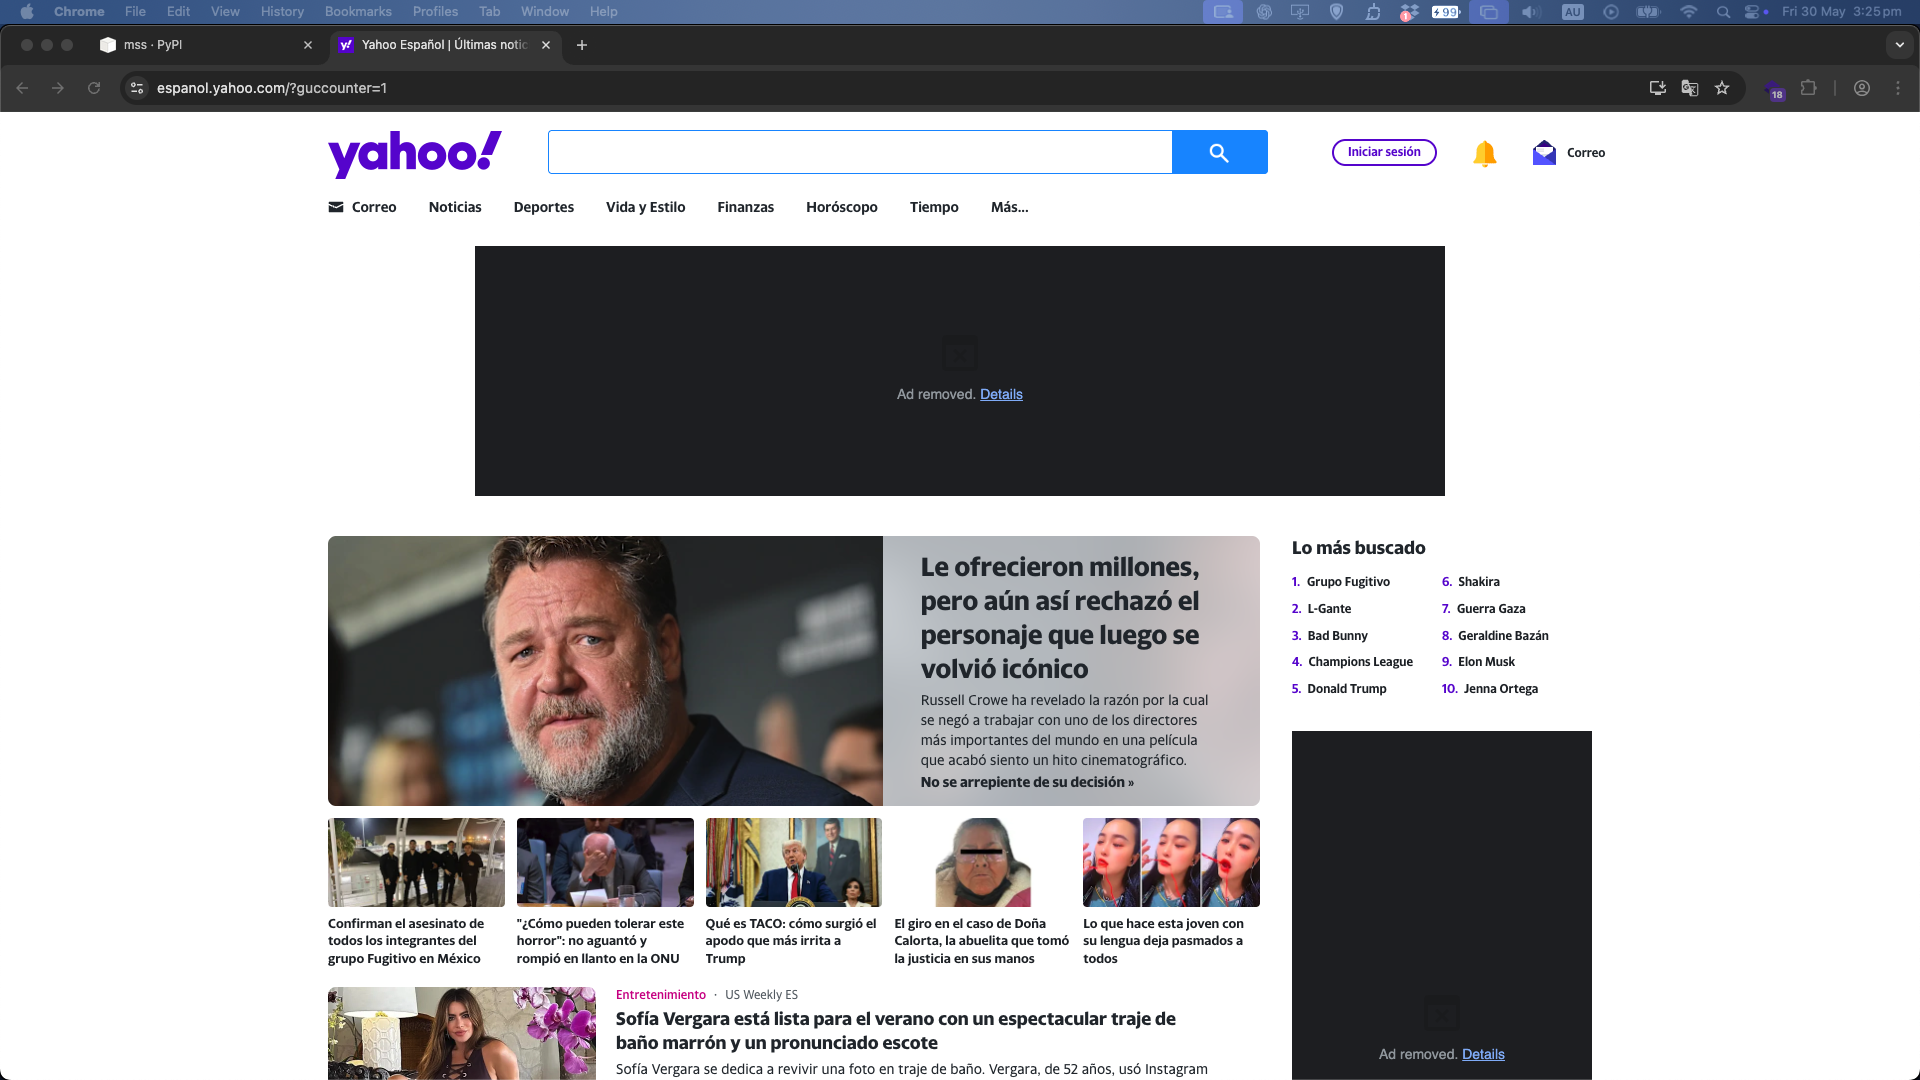 Chrome File Edit View History Bookmarks Profiles Tab Window Help 1 99 AU Fri 30 May 3:25 pm
mss · PyPI Yahoo Español | Últimas notic
espanol.yahoo.com/?guccounter=1 18
yahoo! Iniciar sesión Correo
Correo Noticias Deportes Vida y Estilo Finanzas Horóscopo Tiempo Más...
Ad removed. Details
Le ofrecieron millones,
pero aún así rechazó el
personaje que luego se
volvió icónico
Russell Crowe ha revelado la razón por la cual
se negó a trabajar con uno de los directores
más importantes del mundo en una película
que acabó siento un hito cinematográfico.
No se arrepiente de su decisión »
Lo más buscado
1. Grupo Fugitivo
2. L-Gante
3. Bad Bunny
4. Champions League
5. Donald Trump
6. Shakira
7. Guerra Gaza
8. Geraldine Bazán
9. Elon Musk
10. Jenna Ortega
Confirman el asesinato de
todos los integrantes del
grupo Fugitivo en México
"¿Cómo pueden tolerar este
horror": no aguantó y
rompió en llanto en la ONU
Qué es TACO: cómo surgió el
apodo que más irrita a
Trump
El giro en el caso de Doña
Calorta, la abuelita que tomó
la justicia en sus manos
Lo que hace esta joven con
su lengua deja pasmados a
todos
Entretenimiento · US Weekly ES
Sofía Vergara está lista para el verano con un espectacular traje de
baño marrón y un pronunciado escote
Sofía Vergara se dedica a revivir una foto en traje de baño. Vergara, de 52 años, usó Instagram
Ad removed. Details